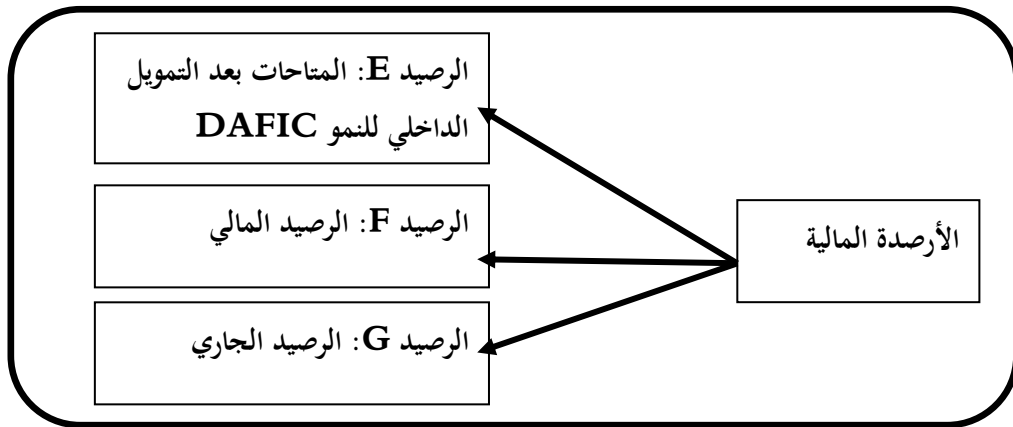 الأرصدة المالية
الرصيد E: المتاحات بعد التمويل
الداخلي للنمو DAFIC
الرصيد F: الرصيد المالي
الرصيد G: الرصيد الجاري